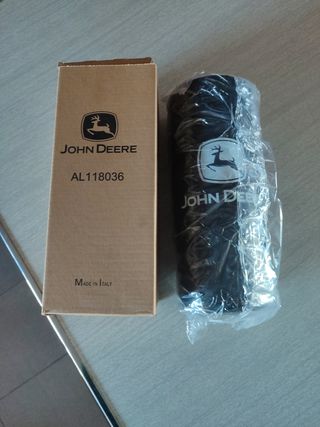 JOHN DEERE
AL118036
MADE IN ITALY
JOHN DEERE